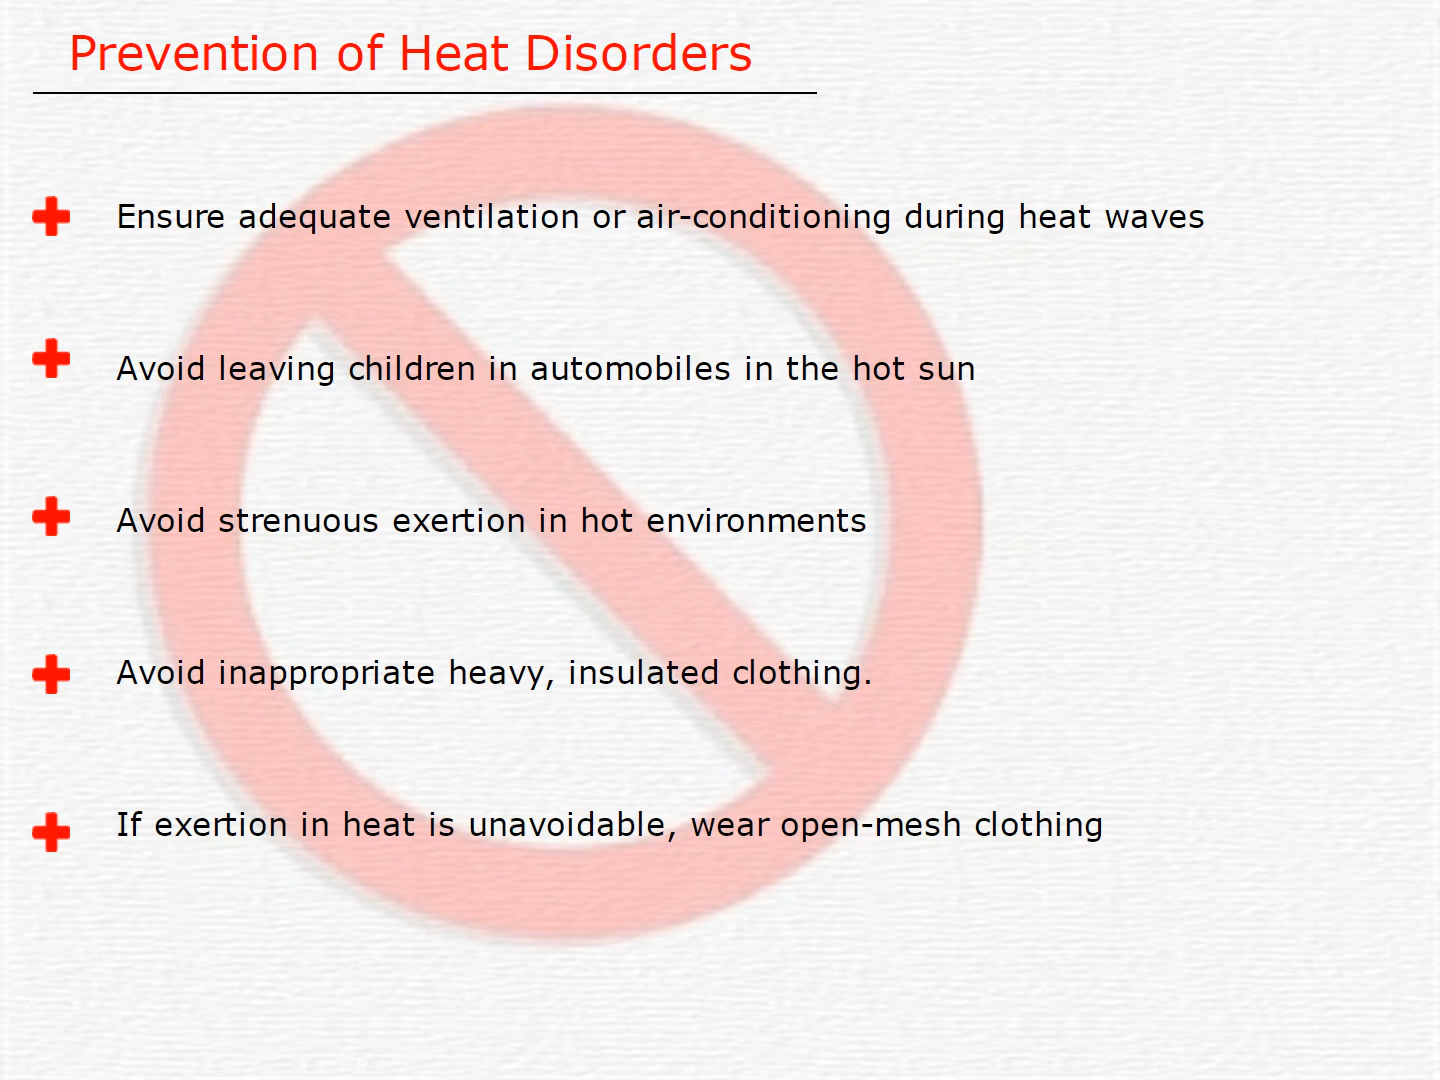 Prevention of Heat Disorders
Ensure adequate ventilation or air-conditioning during heat waves
Avoid leaving children in automobiles in the hot sun
Avoid strenuous exertion in hot environments
Avoid inappropriate heavy, insulated clothing.
If exertion in heat is unavoidable, wear open-mesh clothing